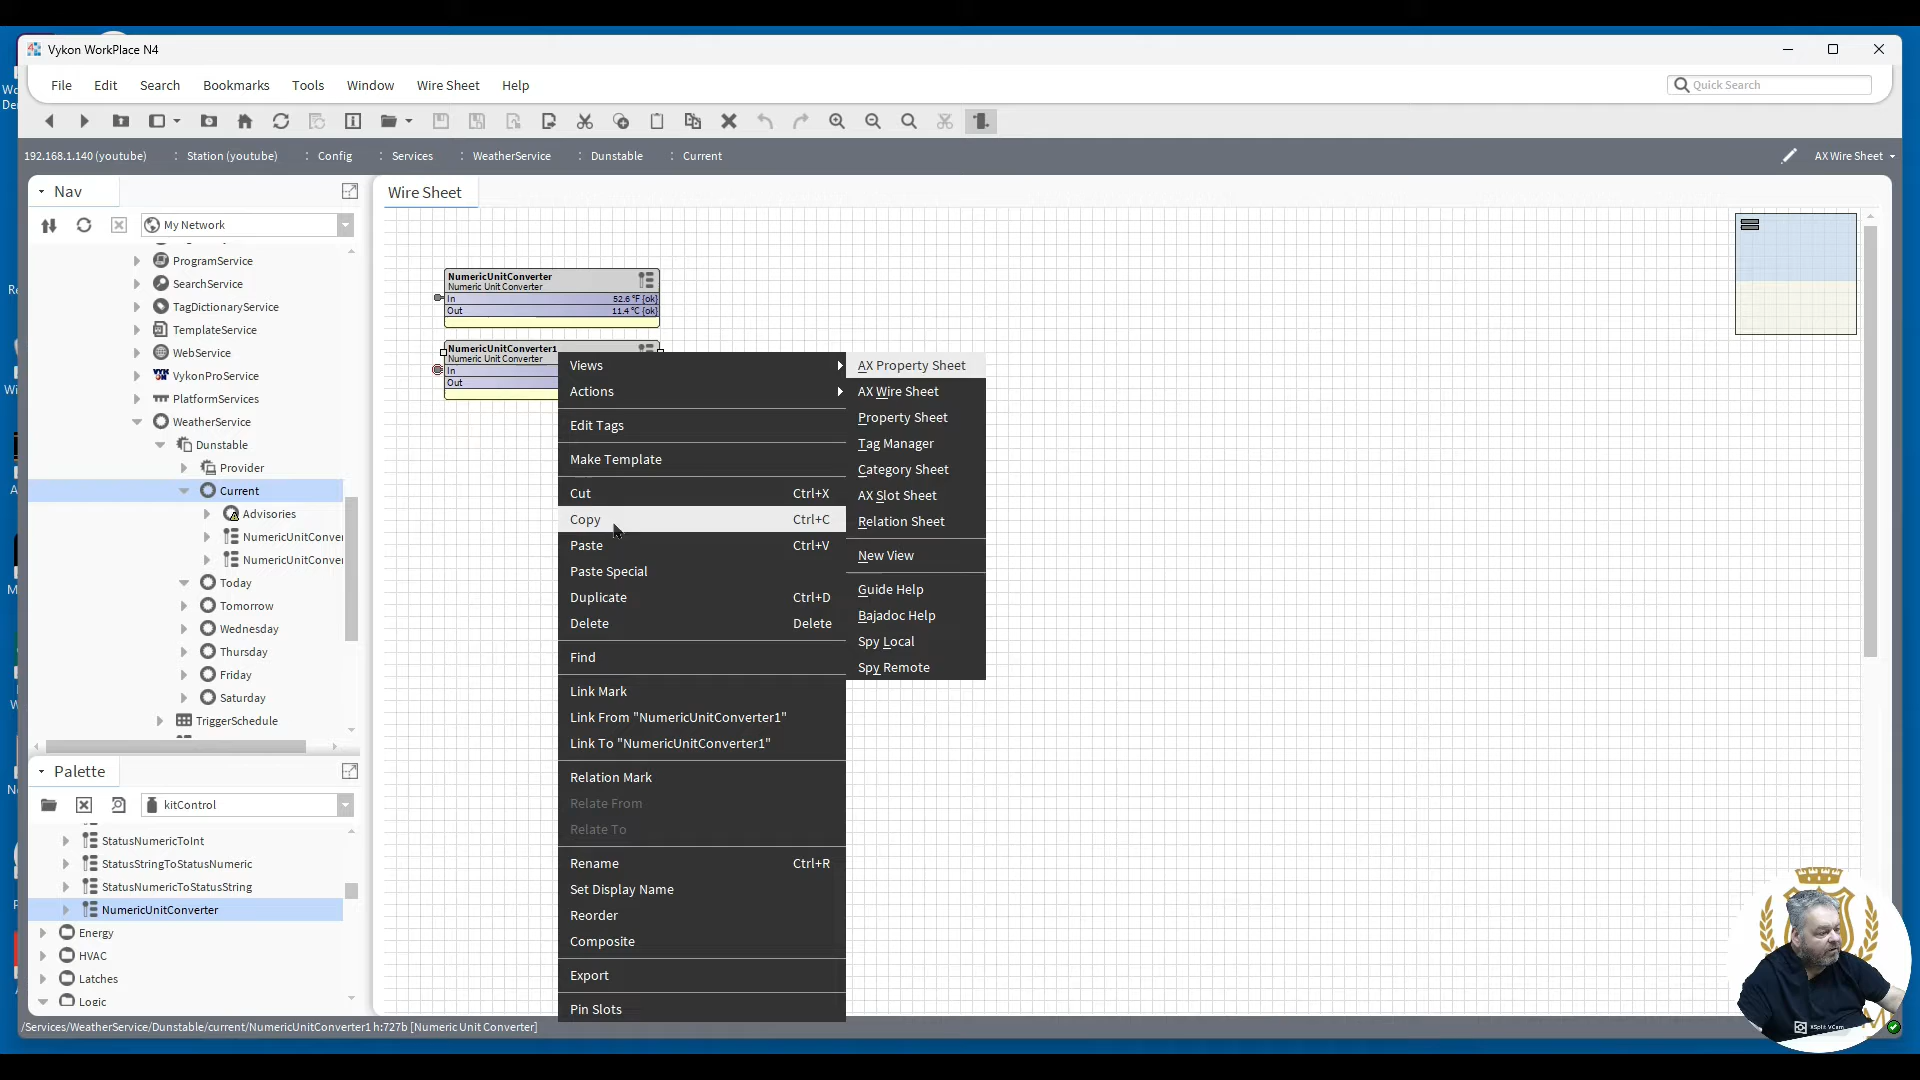 Vykon WorkPlace N4
File Edit Search Bookmarks Tools Window Wire Sheet Help
Quick Search
192.168.1.140 (youtube) : Station (youtube) : Config : Services : WeatherService : Dunstable : Current
AX Wire Sheet
Nav
My Network
ProgramService
SearchService
TagDictionaryService
TemplateService
WebService
VykonProService
PlatformServices
WeatherService
Dunstable
Provider
Current
Advisories
NumericUnitConver
NumericUnitConver
Today
Tomorrow
Wednesday
Thursday
Friday
Saturday
TriggerSchedule
Palette
kitControl
StatusNumericToInt
StatusStringToStatusNumeric
StatusNumericToStatusString
NumericUnitConverter
Energy
HVAC
Latches
Logic
Wire Sheet
NumericUnitConverter
Numeric Unit Converter
In 52.6 °F {ok}
Out 11.4 °C {ok}
NumericUnitConverter1
Numeric Unit Converter
In
Out
Views
Actions
Edit Tags
Make Template
Cut Ctrl+X
Copy Ctrl+C
Paste Ctrl+V
Paste Special
Duplicate Ctrl+D
Delete Delete
Find
Link Mark
Link From "NumericUnitConverter1"
Link To "NumericUnitConverter1"
Relation Mark
Relate From
Relate To
Rename Ctrl+R
Set Display Name
Reorder
Composite
Export
Pin Slots
AX Property Sheet
AX Wire Sheet
Property Sheet
Tag Manager
Category Sheet
AX Slot Sheet
Relation Sheet
New View
Guide Help
Bajadoc Help
Spy Local
Spy Remote
/Services/WeatherService/Dunstable/current/NumericUnitConverter1 h:727b [Numeric Unit Converter]
XSplit VCam